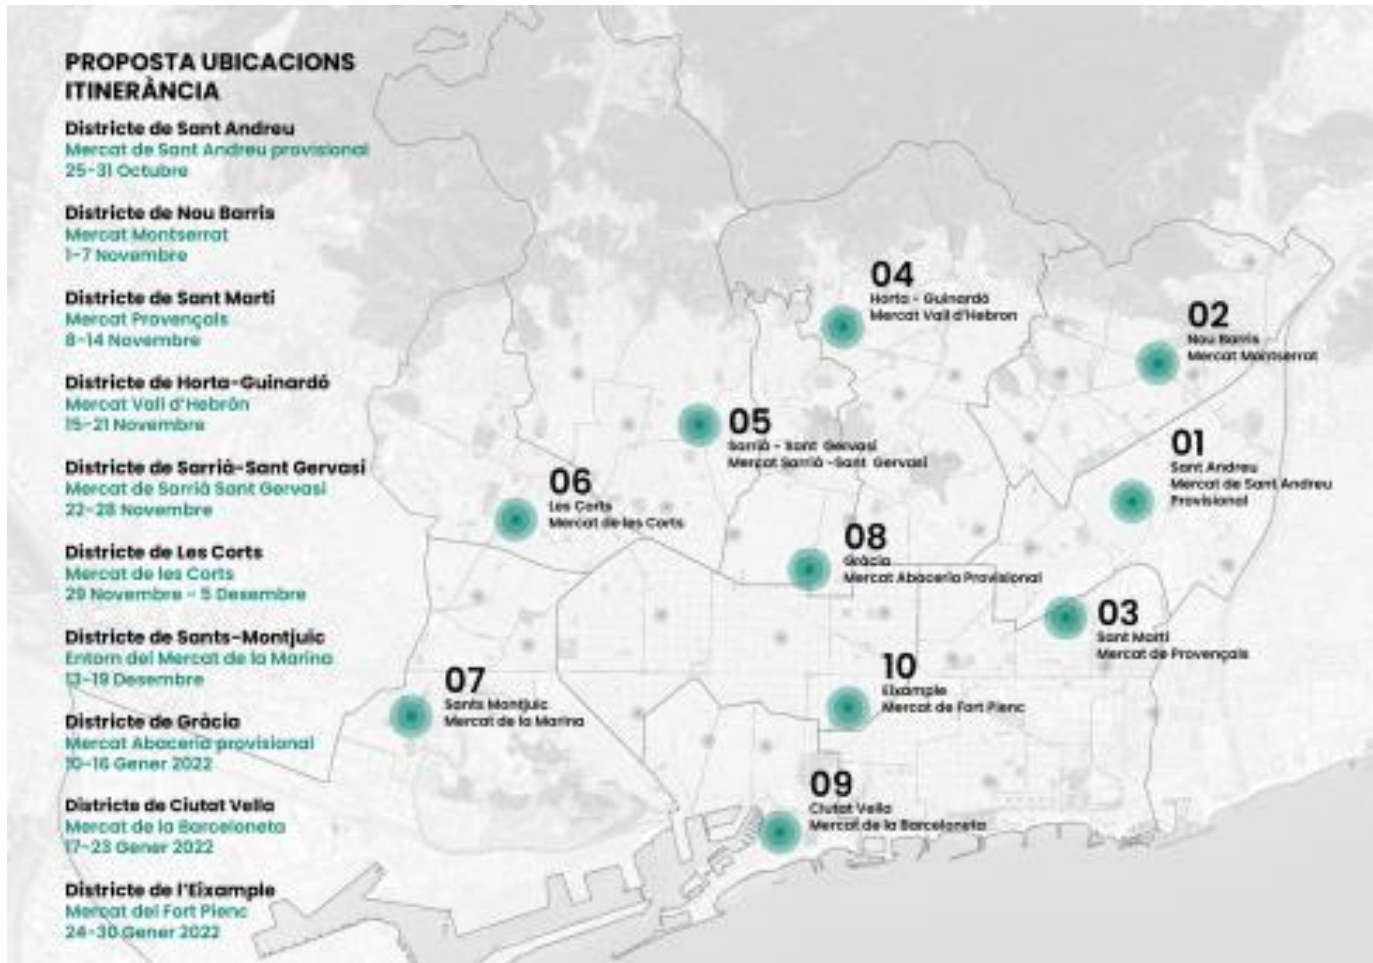 PROPOSTA UBICACIONS
ITINERÀNCIA
Districte de Sant Andreu
Mercat de Sant Andreu provisional
25-31 Octubre
Districte de Nou Barris
Mercat Montserrat
1-7 Novembre
Districte de Sant Martí
Mercat Provençals
8-14 Novembre
Districte de Horta-Guinardó
Mercat Vall d'Hebrón
15-21 Novembre
Districte de Sarrià-Sant Gervasi
Mercat de Sarrià Sant Gervasi
22-28 Novembre
Districte de Les Corts
Mercat de les Corts
29 Novembre - 5 Desembre
Districte de Sants-Montjuïc
Entorn del Mercat de la Marina
13-19 Desembre
Districte de Gràcia
Mercat Abaceria provisional
10-16 Gener 2022
Districte de Ciutat Vella
Mercat de la Barceloneta
17-23 Gener 2022
Districte de l'Eixample
Mercat del Fort Pienc
24-30 Gener 2022
04
Horta - Guinardó
Mercat Vall d'Hebron
02
Nou Barris
Mercat Montserrat
05
Sarrià - Sant Gervasi
Mercat Sarrià -Sant Gervasi
01
Sant Andreu
Mercat de Sant Andreu
Provisional
06
Les Corts
Mercat de les Corts
08
Gràcia
Mercat Abaceria Provisional
03
Sant Martí
Mercat de Provençals
07
Sants Montjuic
Mercat de la Marina
10
Eixample
Mercat de Fort Pienc
09
Ciutat Vella
Mercat de la Barceloneta